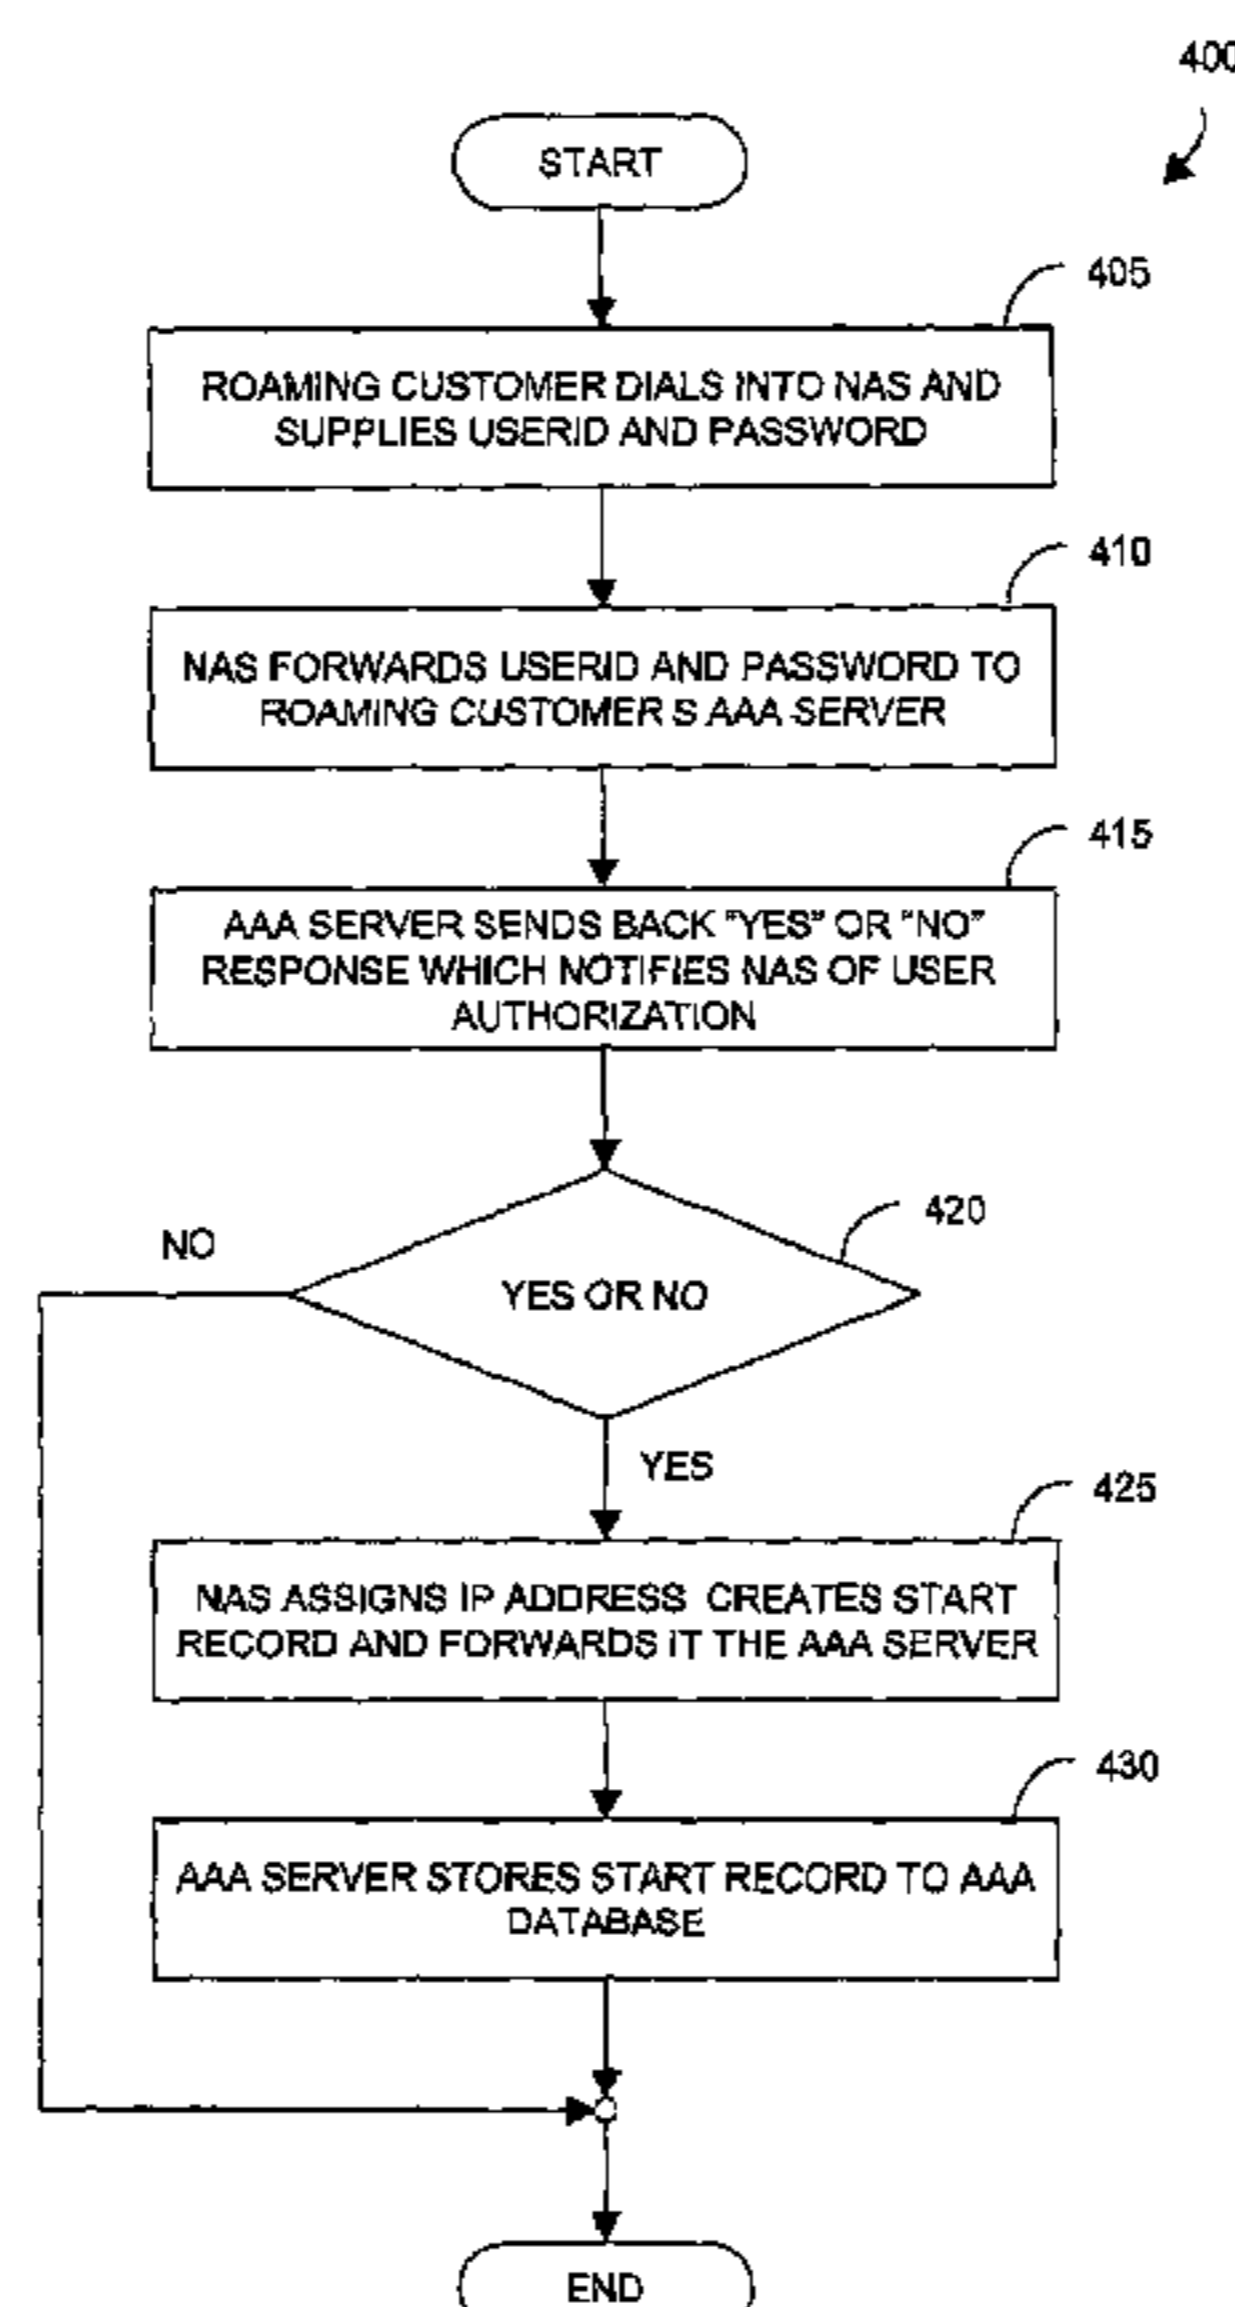 400
START
405
ROAMING CUSTOMER DIALS INTO NAS AND
SUPPLIES USERID AND PASSWORD
410
NAS FORWARDS USERID AND PASSWORD TO
ROAMING CUSTOMER S AAA SERVER
415
AAA SERVER SENDS BACK "YES" OR "NO"
RESPONSE WHICH NOTIFIES NAS OF USER
AUTHORIZATION
420
NO
YES OR NO
YES
425
NAS ASSIGNS IP ADDRESS CREATES START
RECORD AND FORWARDS IT THE AAA SERVER
430
AAA SERVER STORES START RECORD TO AAA
DATABASE
END